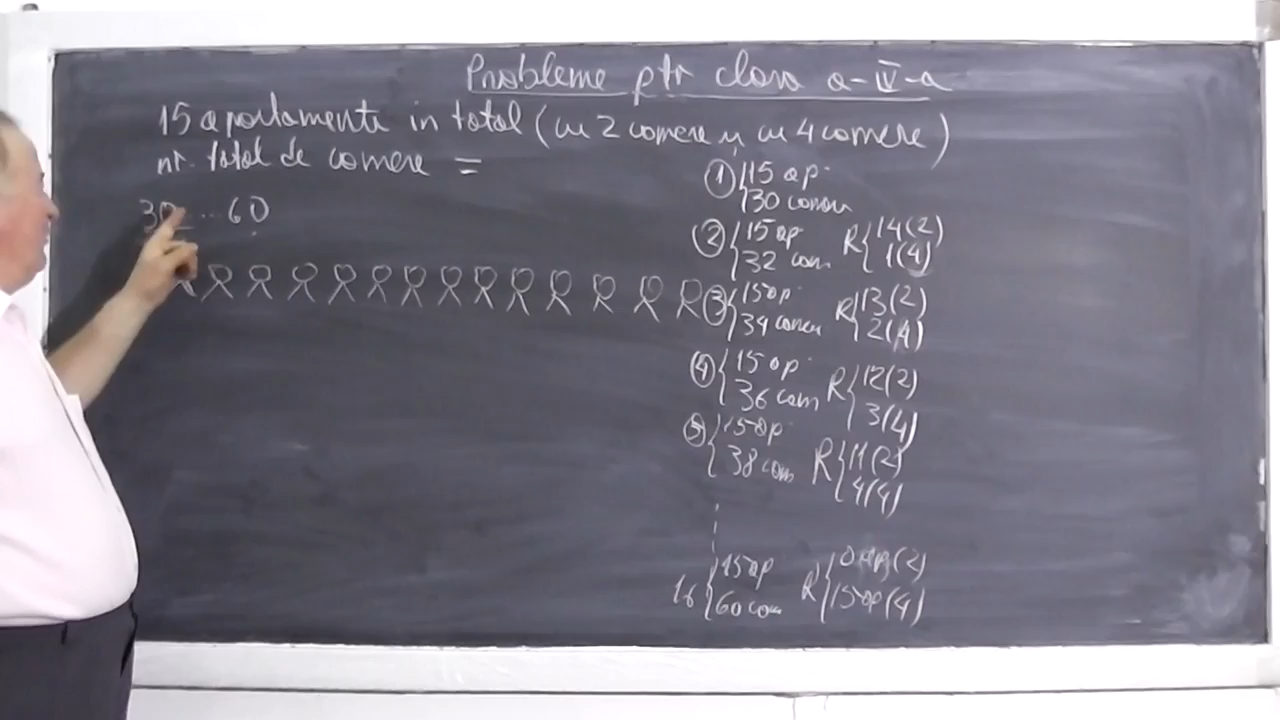 Probleme ptr clasa a-IV-a
15 apartamente in total (cu 2 camere și cu 4 camere)
nr. total de camere =
30...60
① 15 ap.
30 camere
② 15 ap R 14(2)
32 cam 1(4)
③ 15 ap. R 13(2)
34 camere 2(4)
④ 15 ap. R 12(2)
36 cam 3(4)
⑤ 15 ap. R 11(2)
38 cam 4(4)
16 15 ap R 0 ap(2)
60 cam 15 ap(4)